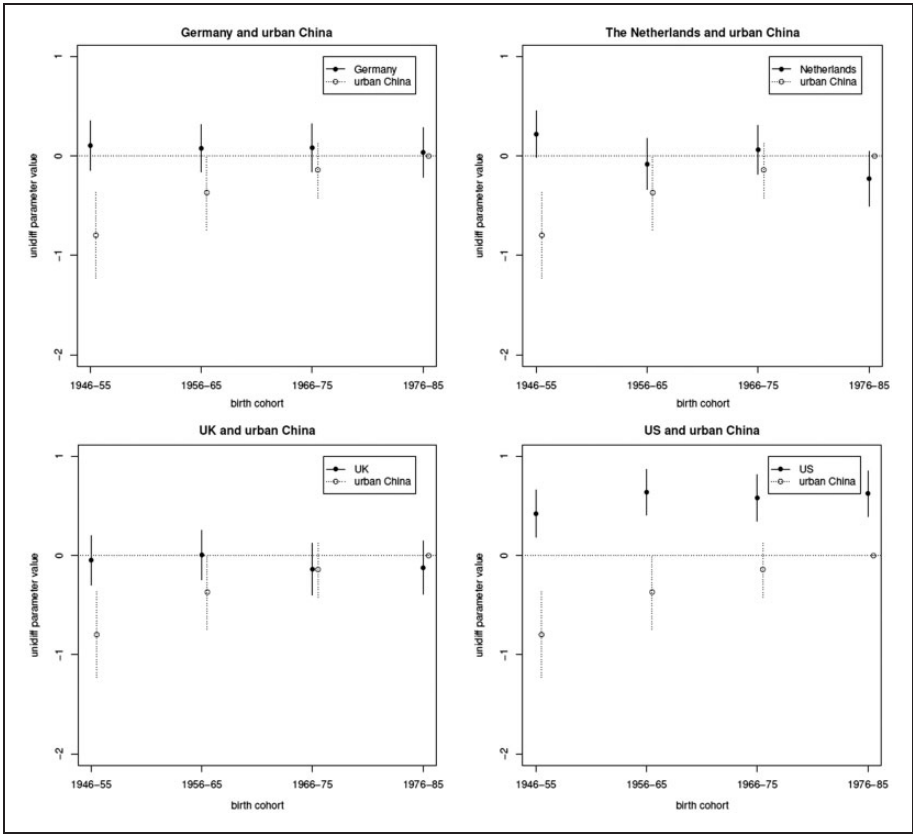 Germany and urban China
Germany
urban China
1
0
−1
−2
unidiff parameter value
1946−55
1956−65
1966−75
1976−85
birth cohort
The Netherlands and urban China
Netherlands
urban China
1
0
−1
−2
unidiff parameter value
1946−55
1956−65
1966−75
1976−85
birth cohort
UK and urban China
UK
urban China
1
0
−1
−2
unidiff parameter value
1946−55
1956−65
1966−75
1976−85
birth cohort
US and urban China
US
urban China
1
0
−1
−2
unidiff parameter value
1946−55
1956−65
1966−75
1976−85
birth cohort